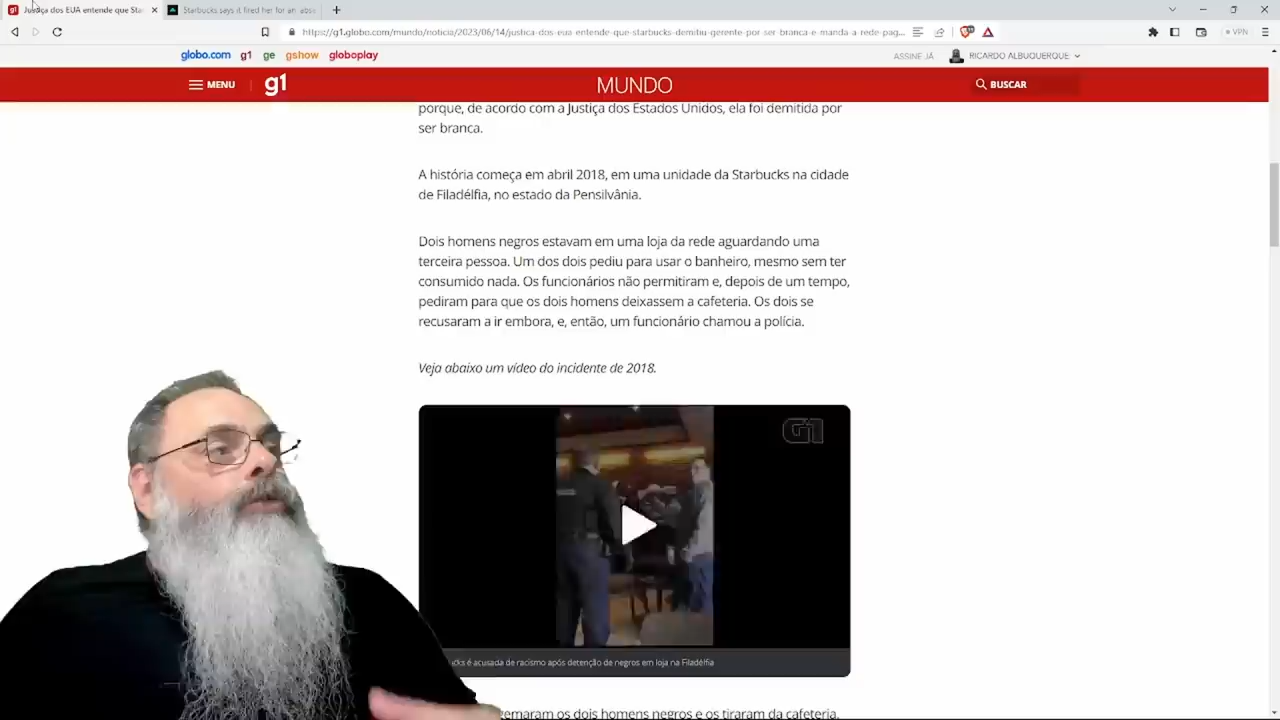 Justiça dos EUA entende que Star
Starbucks says it fired her for an abs
https://g1.globo.com/mundo/noticia/2023/06/14/justica-dos-eua-entende-que-starbucks-demitiu-gerente-por-ser-branca-e-manda-a-rede-pag...
VPN
globo.com g1 ge gshow globoplay
ASSINE JÁ
RICARDO ALBUQUERQUE
MENU
g1
MUNDO
BUSCAR
porque, de acordo com a Justiça dos Estados Unidos, ela foi demitida por
ser branca.
A história começa em abril 2018, em uma unidade da Starbucks na cidade
de Filadélfia, no estado da Pensilvânia.
Dois homens negros estavam em uma loja da rede aguardando uma
terceira pessoa. Um dos dois pediu para usar o banheiro, mesmo sem ter
consumido nada. Os funcionários não permitiram e, depois de um tempo,
pediram para que os dois homens deixassem a cafeteria. Os dois se
recusaram a ir embora, e, então, um funcionário chamou a polícia.
Veja abaixo um vídeo do incidente de 2018.
G1
é acusada de racismo após detenção de negros em loja na Filadélfia
os dois homens negros e os tiraram da cafeteria.